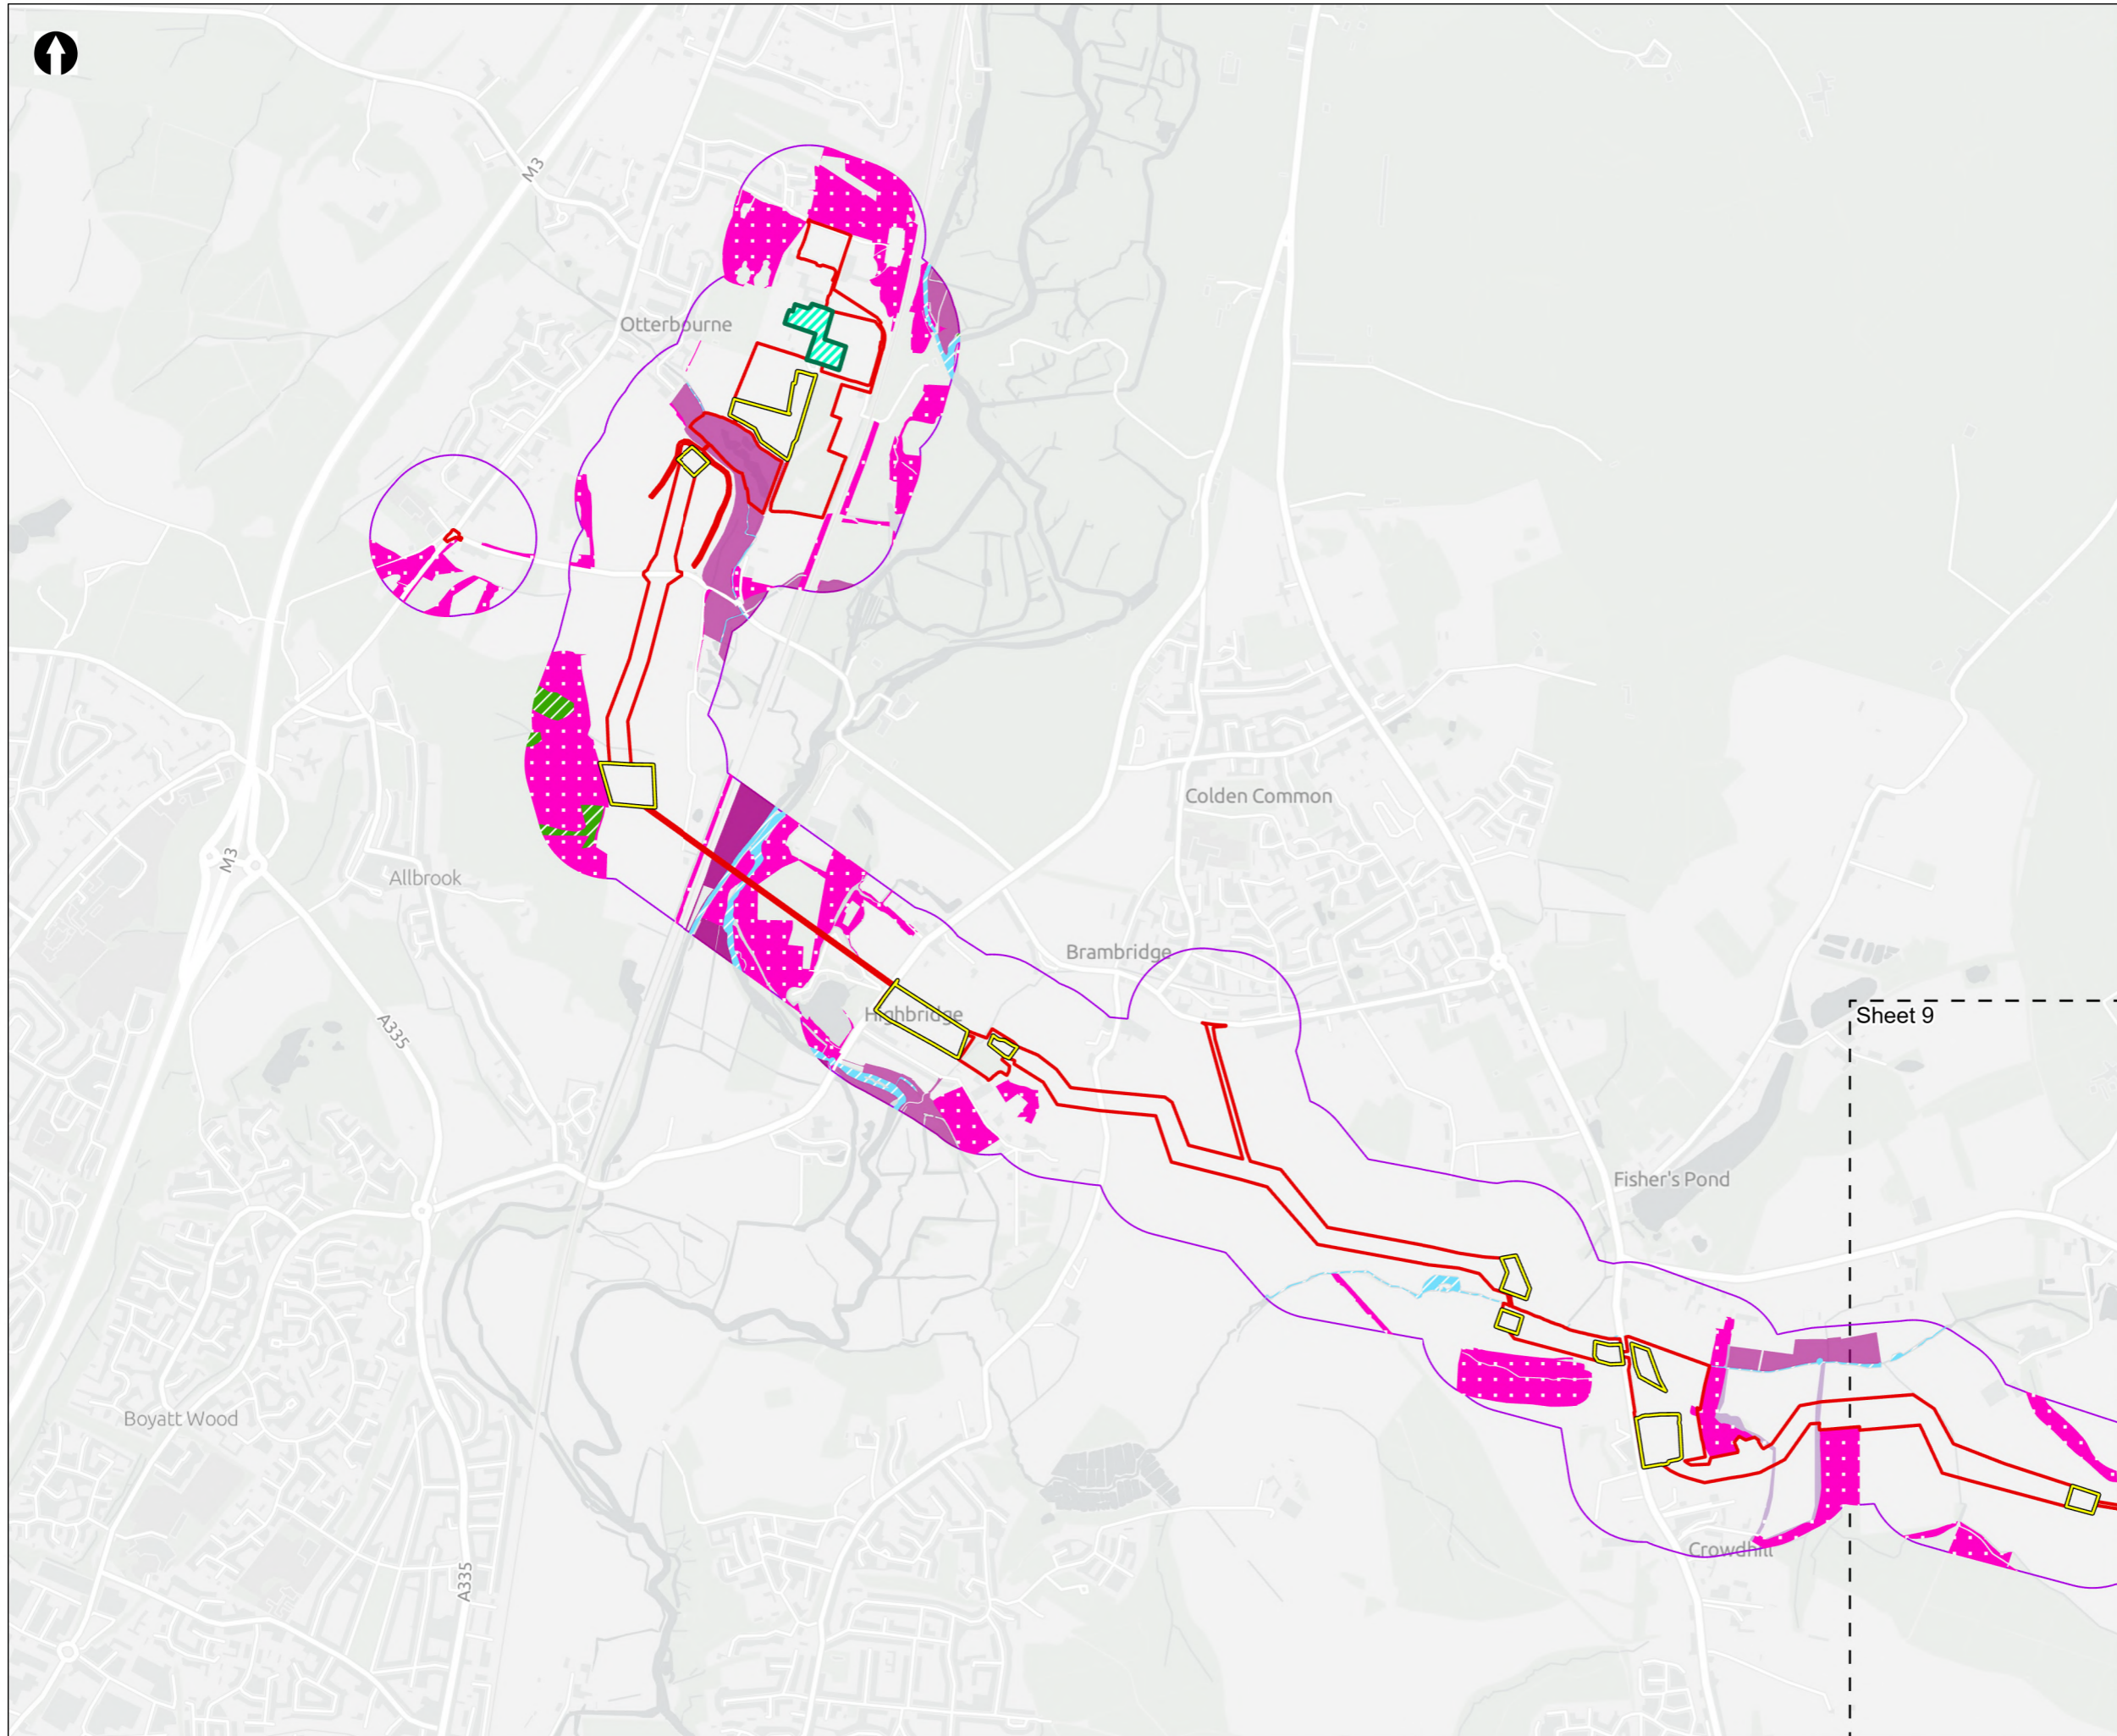 M3
Otterbourne
Colden Common
M3
Allbrook
Brambridge
Highbridge
Sheet 9
A335
Fisher's Pond
Boyatt Wood
Crowdhill
A335